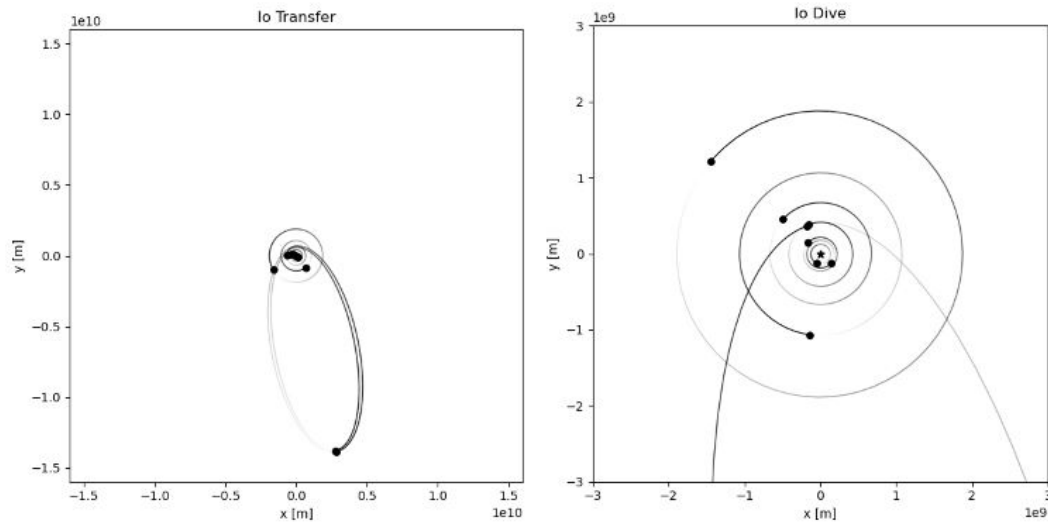 Io Transfer
1e10
1.5
1.0
0.5
0.0
−0.5
−1.0
−1.5
y [m]
−1.5 −1.0 −0.5 0.0 0.5 1.0 1.5
x [m]
1e10
Io Dive
1e9
3
2
1
0
−1
−2
−3
y [m]
−3 −2 −1 0 1 2 3
x [m]
1e9